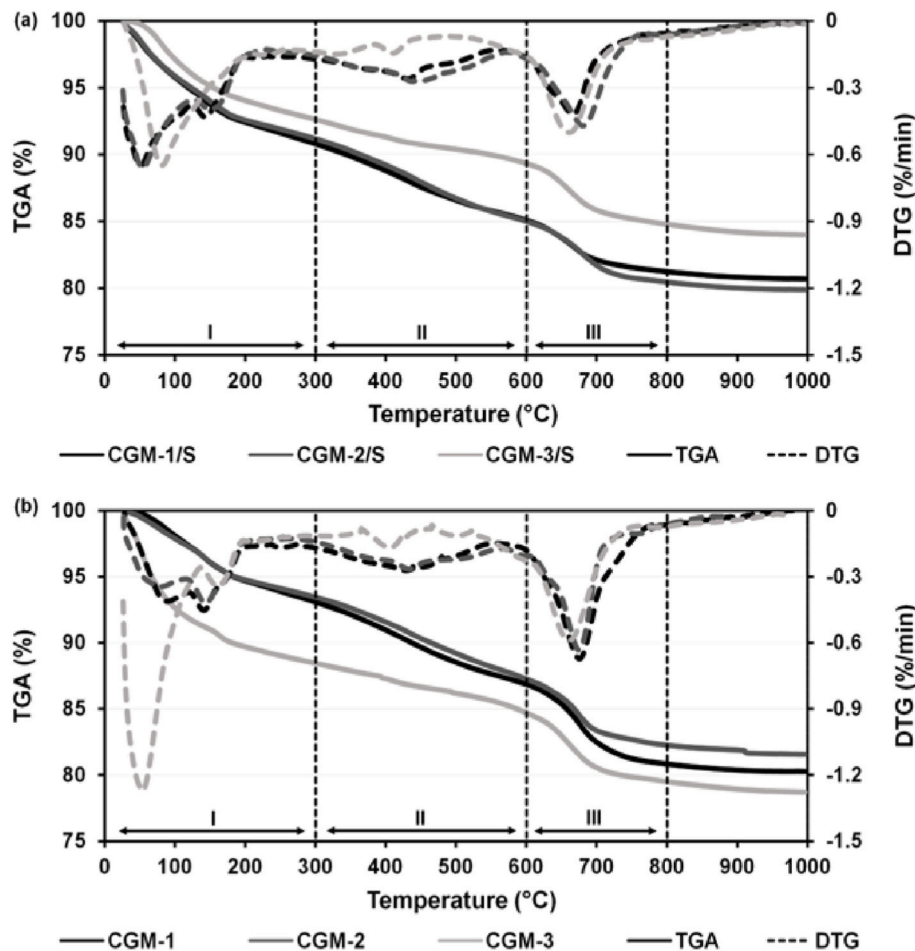 (a)
100 0
95 -0.3
90 -0.6
85 -0.9
80 -1.2
75 -1.5
TGA (%)
DTG (%/min)
I II III
0 100 200 300 400 500 600 700 800 900 1000
Temperature (°C)
CGM-1/S CGM-2/S CGM-3/S TGA DTG
(b)
100 0
95 -0.3
90 -0.6
85 -0.9
80 -1.2
75 -1.5
TGA (%)
DTG (%/min)
I II III
0 100 200 300 400 500 600 700 800 900 1000
Temperature (°C)
CGM-1 CGM-2 CGM-3 TGA DTG